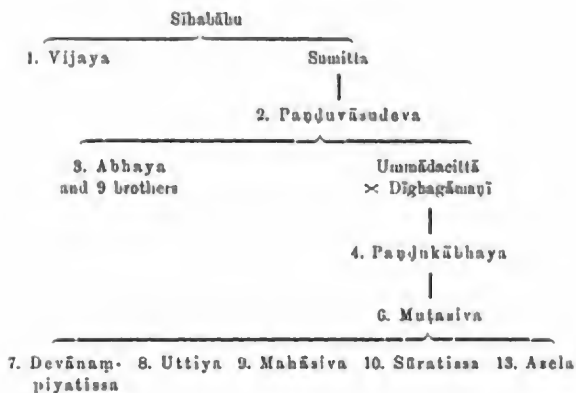 Sīhabāhu
1. Vijaya Sumitta
2. Paṇḍuvāsudeva
3. Abhaya Ummādacittā
and 9 brothers × Dīghagāmaṇī
4. Paṇḍukābhaya
6. Muṭasiva
7. Devānam- 8. Uttiya 9. Mahāsiva 10. Sūratissa 13. Asela
piyatissa